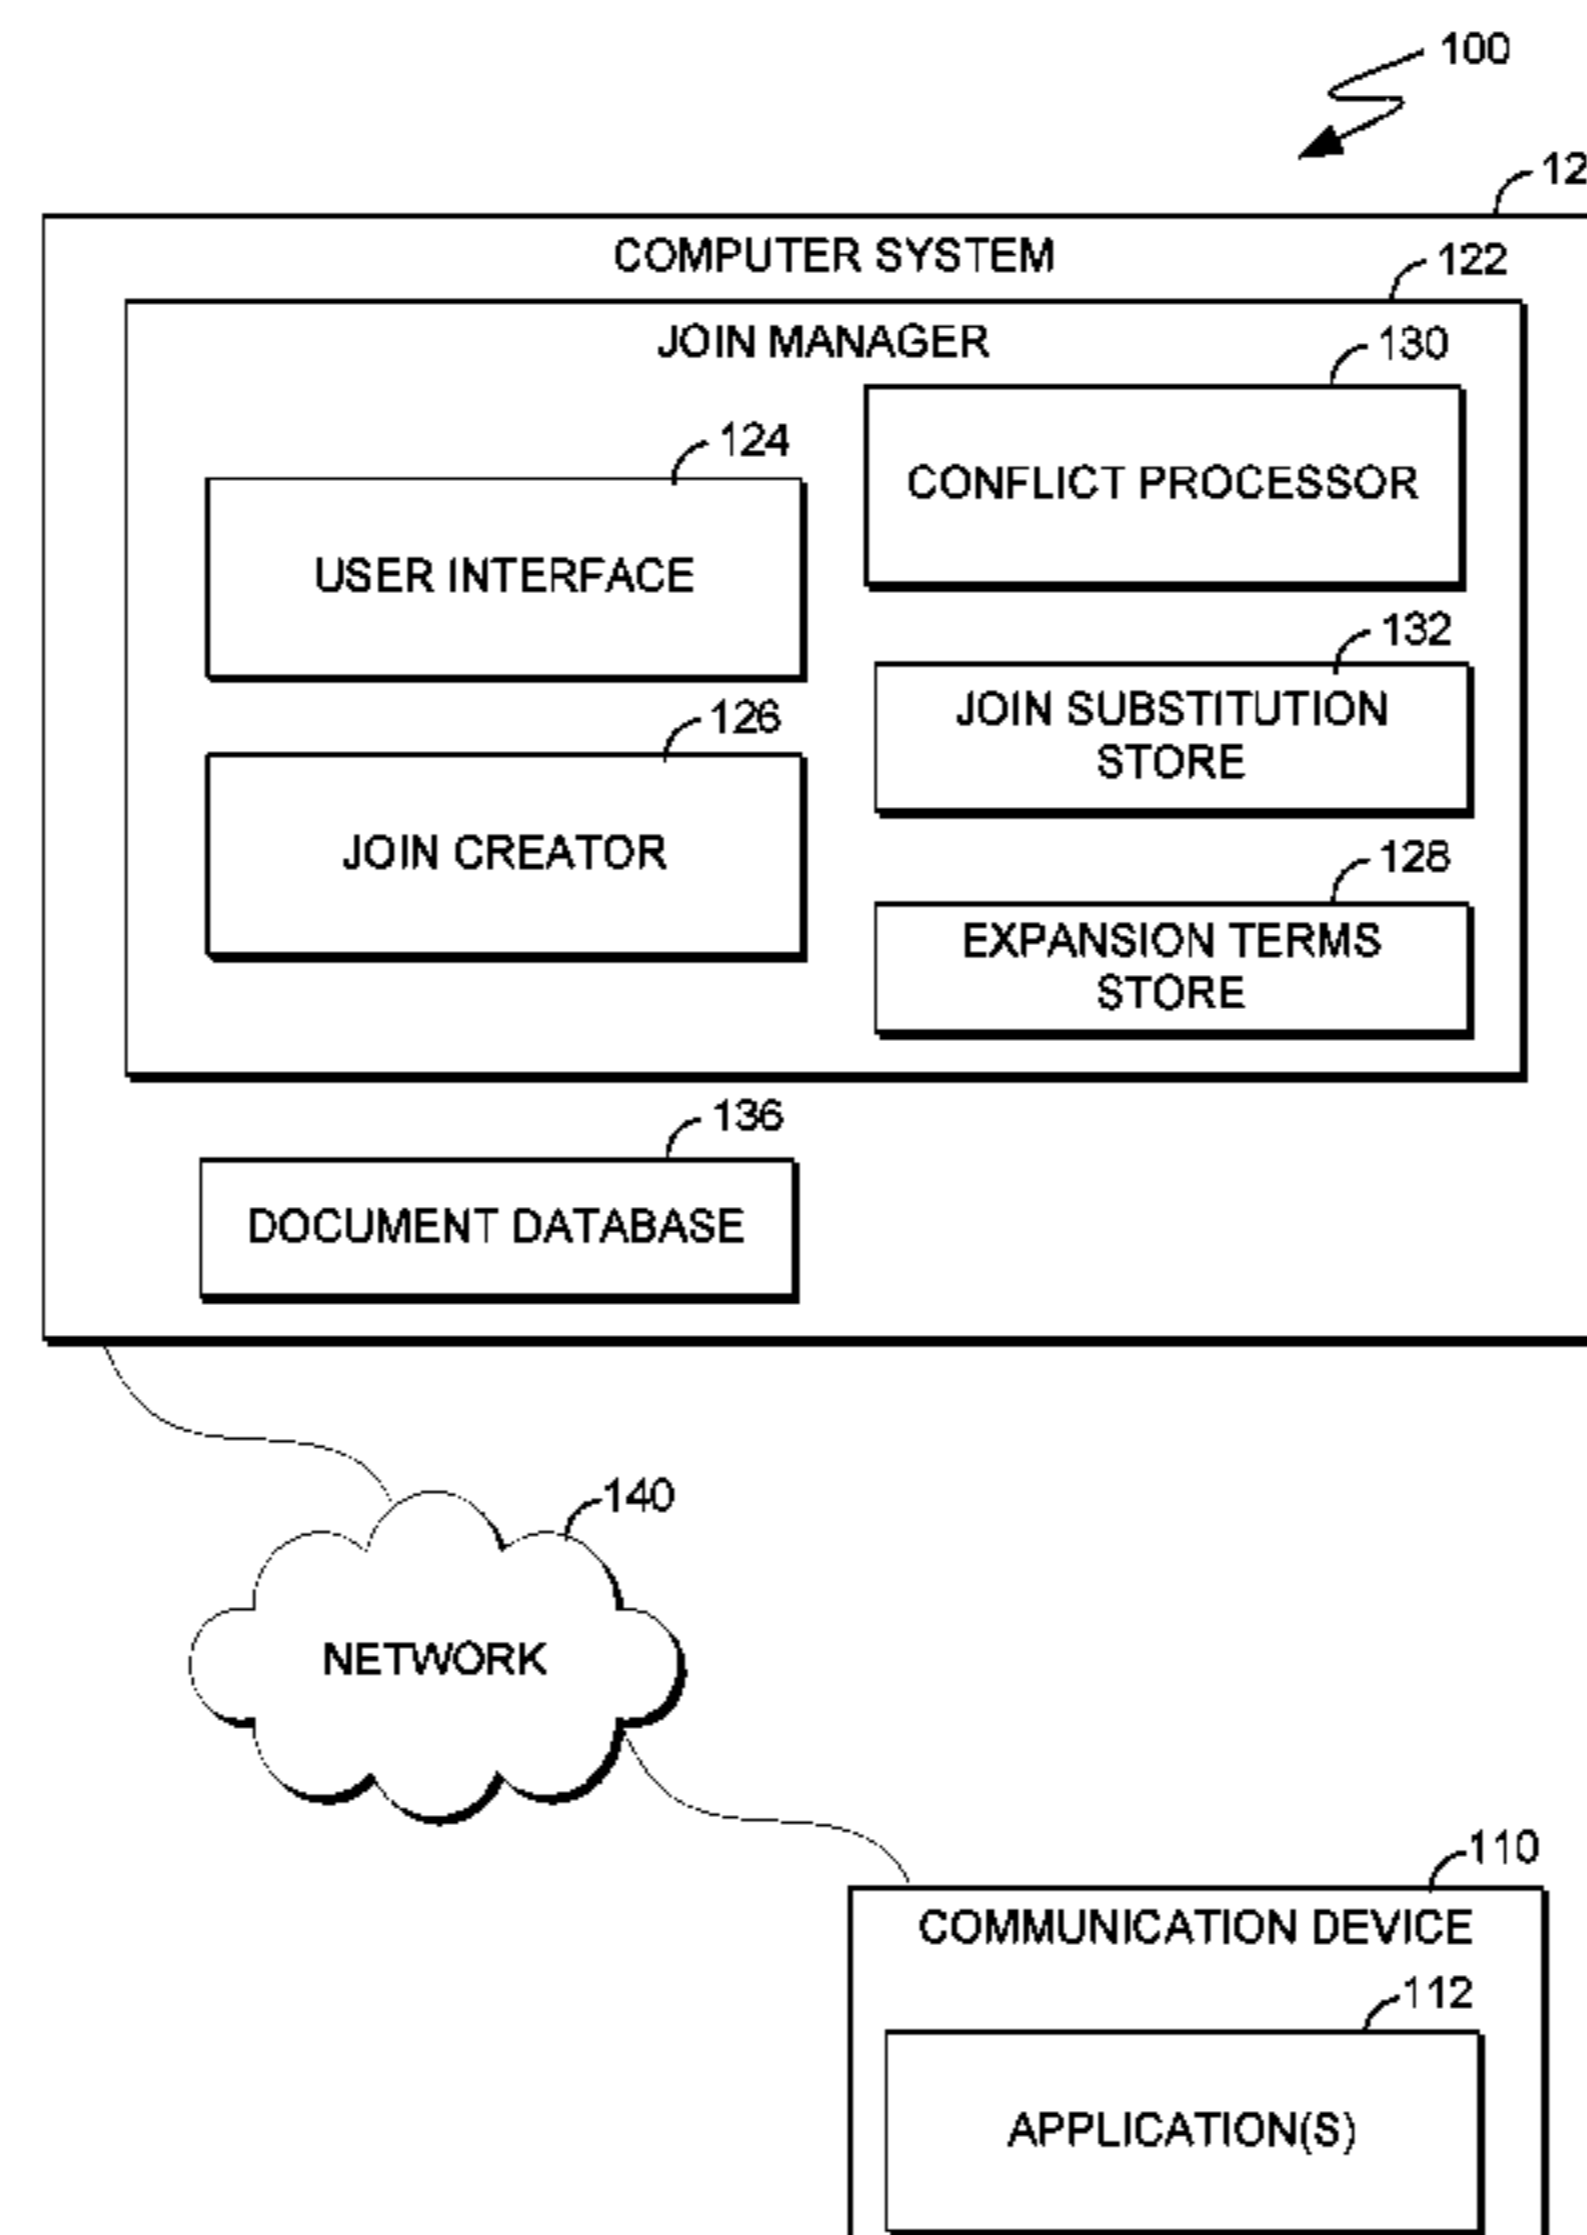 100
12
COMPUTER SYSTEM
122
JOIN MANAGER
130
124
CONFLICT PROCESSOR
USER INTERFACE
132
JOIN SUBSTITUTION
STORE
126
JOIN CREATOR
128
EXPANSION TERMS
STORE
136
DOCUMENT DATABASE
140
NETWORK
110
COMMUNICATION DEVICE
112
APPLICATION(S)